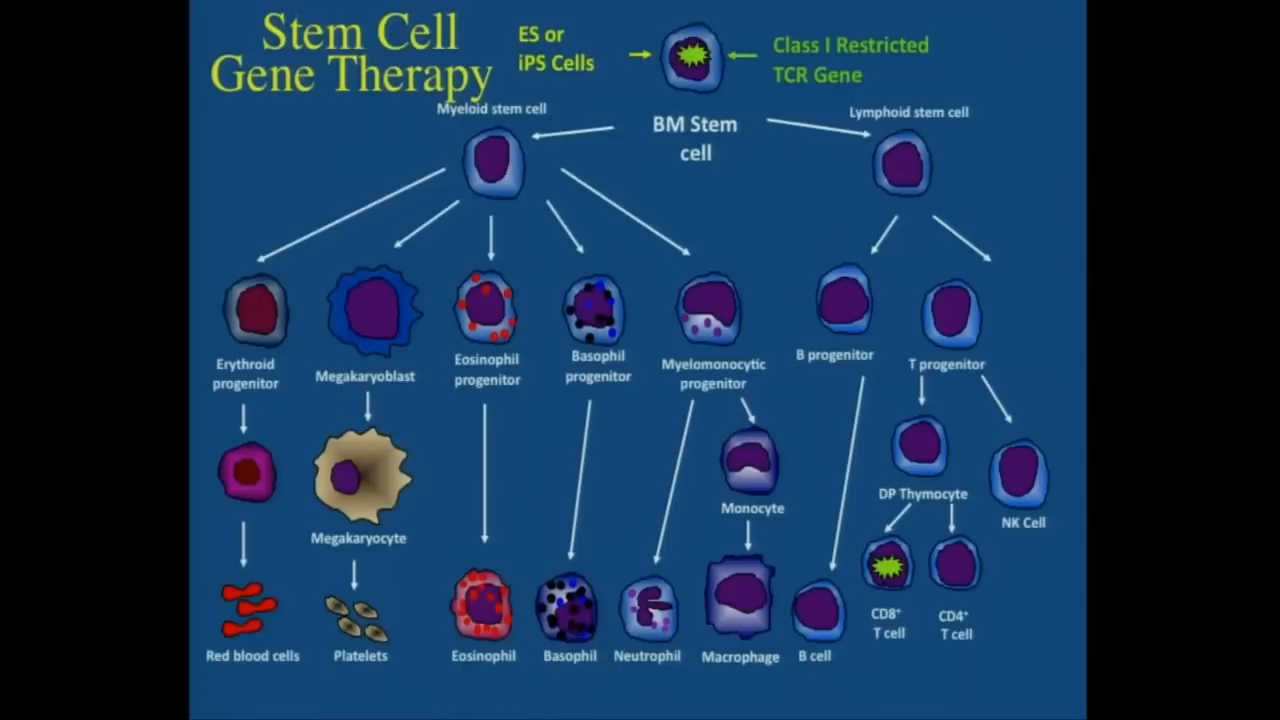 Stem Cell
Gene Therapy
ES or
iPS Cells
Class I Restricted
TCR Gene
Myeloid stem cell
BM Stem
cell
Lymphoid stem cell
Erythroid
progenitor
Megakaryoblast
Eosinophil
progenitor
Basophil
progenitor
Myelomonocytic
progenitor
B progenitor
T progenitor
Megakaryocyte
Monocyte
DP Thymocyte
NK Cell
CD8⁺
T cell
CD4⁺
T cell
Red blood cells
Platelets
Eosinophil
Basophil
Neutrophil
Macrophage
B cell